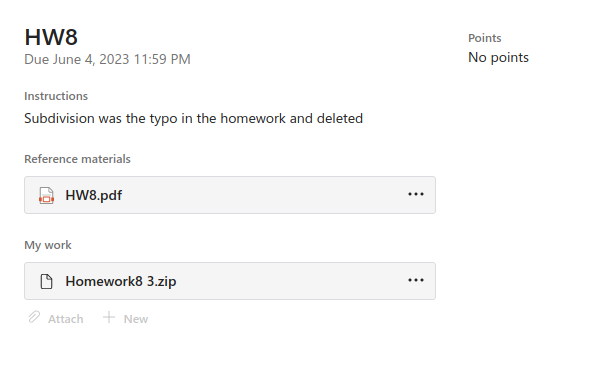 HW8
Due June 4, 2023 11:59 PM
Points
No points
Instructions
Subdivision was the typo in the homework and deleted
Reference materials
HW8.pdf
My work
Homework8 3.zip
Attach
New